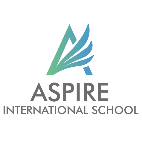 ASPIRE
INTERNATIONAL SCHOOL